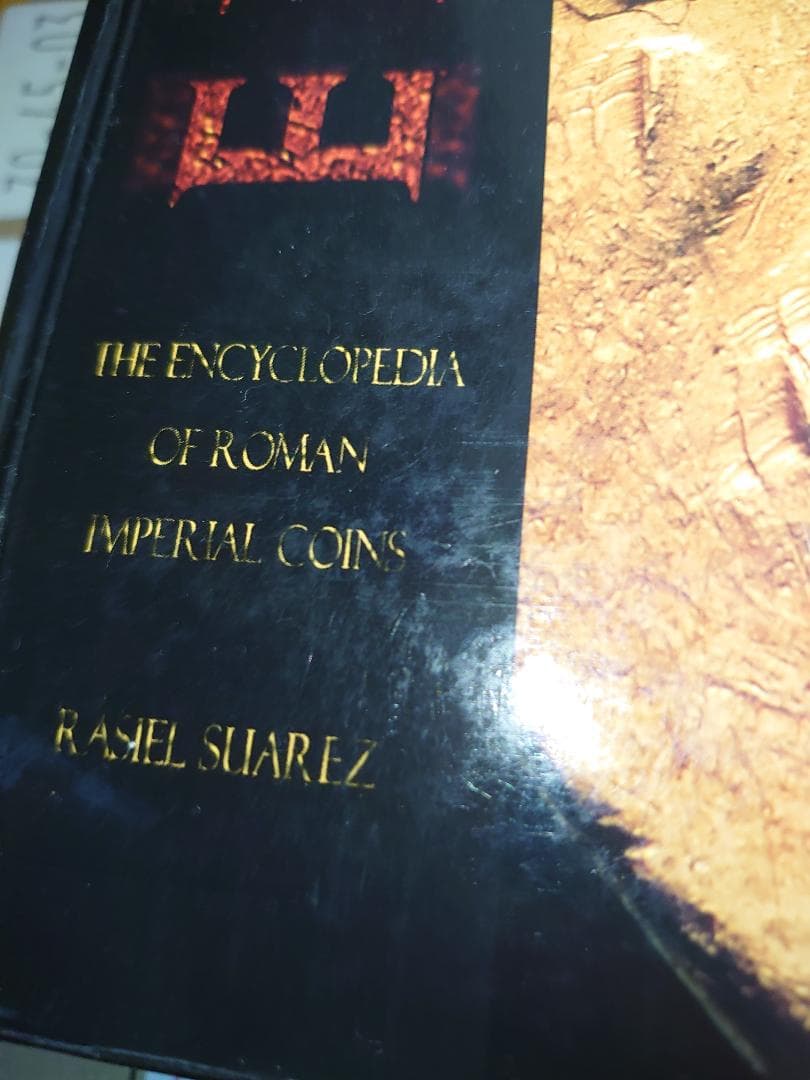 E
THE ENCYCLOPEDIA
OF ROMAN
IMPERIAL COINS
RASIEL SUAREZ